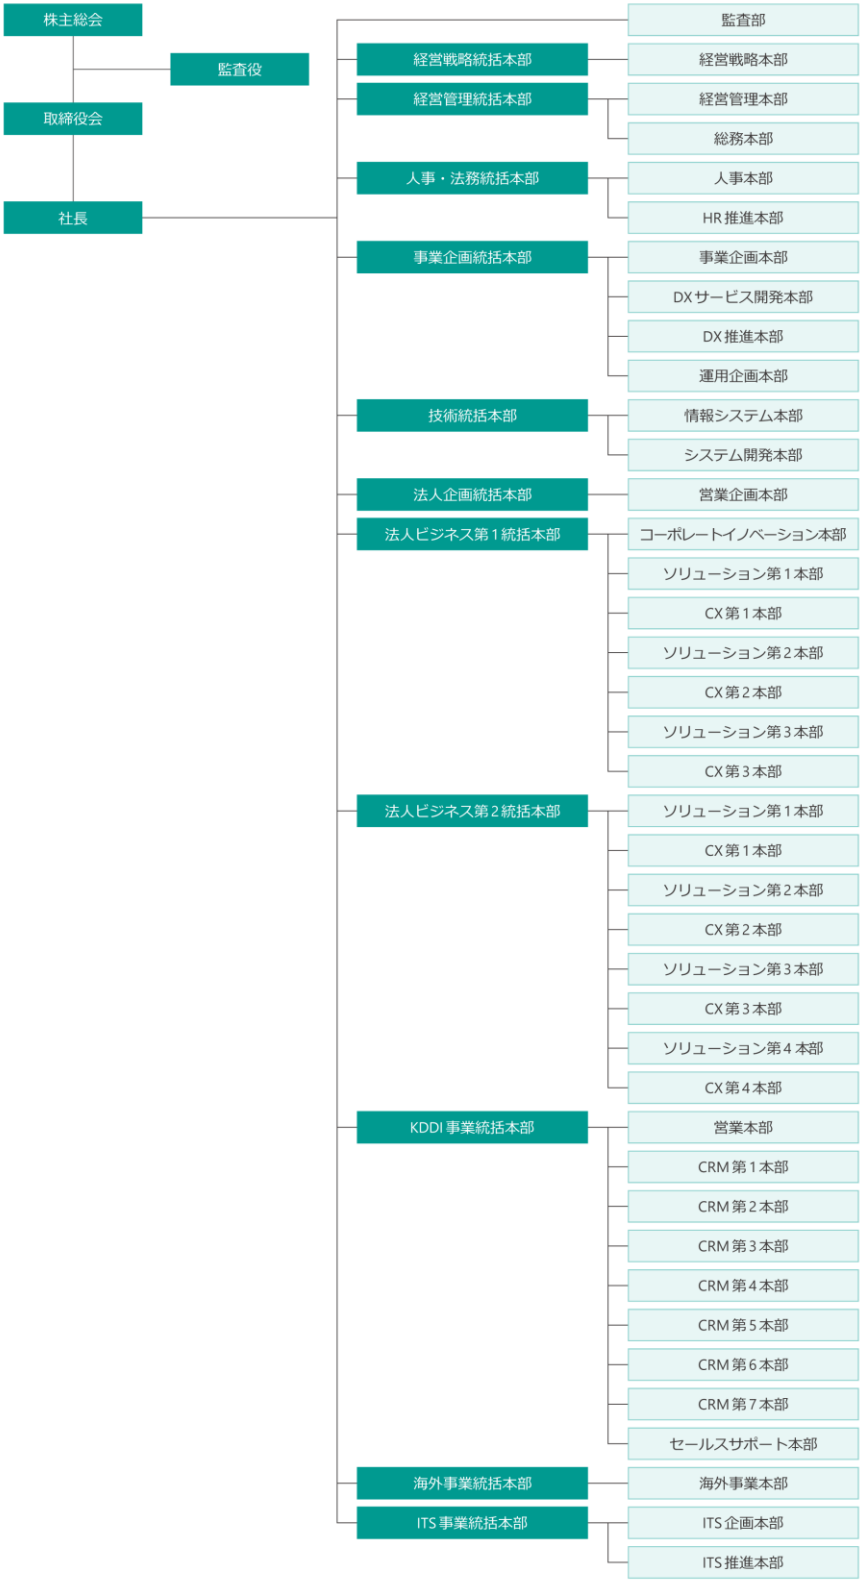 株主総会
監査役
取締役会
社長
監査部
経営戦略統括本部
経営戦略本部
経営管理統括本部
経営管理本部
総務本部
人事・法務統括本部
人事本部
HR推進本部
事業企画統括本部
事業企画本部
DXサービス開発本部
DX推進本部
運用企画本部
技術統括本部
情報システム本部
システム開発本部
法人企画統括本部
営業企画本部
法人ビジネス第1統括本部
コーポレートイノベーション本部
ソリューション第1本部
CX第1本部
ソリューション第2本部
CX第2本部
ソリューション第3本部
CX第3本部
法人ビジネス第2統括本部
ソリューション第1本部
CX第1本部
ソリューション第2本部
CX第2本部
ソリューション第3本部
CX第3本部
ソリューション第4本部
CX第4本部
KDDI事業統括本部
営業本部
CRM第1本部
CRM第2本部
CRM第3本部
CRM第4本部
CRM第5本部
CRM第6本部
CRM第7本部
セールスサポート本部
海外事業統括本部
海外事業本部
ITS事業統括本部
ITS企画本部
ITS推進本部